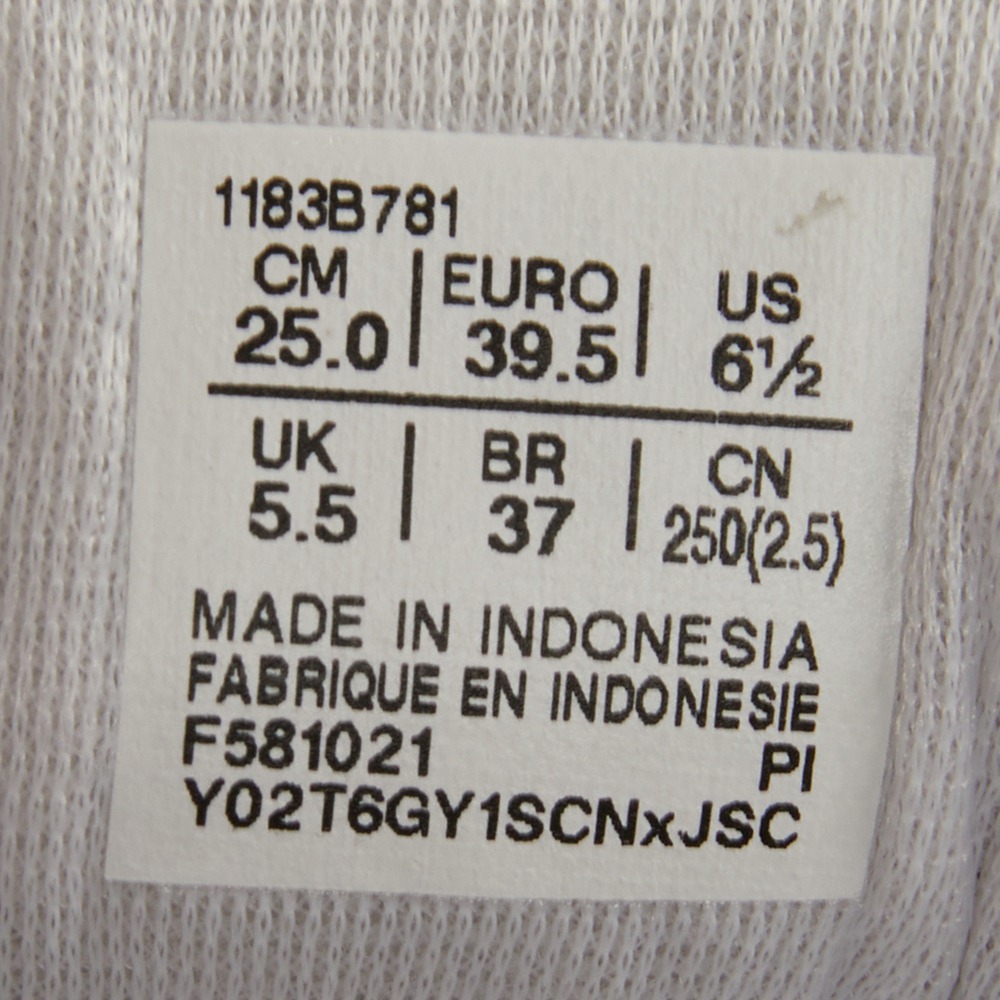 1183B781
CM | EURO | US
25.0 | 39.5 | 6½
UK | BR | CN
5.5 | 37 | 250(2.5)
MADE IN INDONESIA
FABRIQUE EN INDONESIE
F581021 PI
Y02T6GY1SCNxJSC